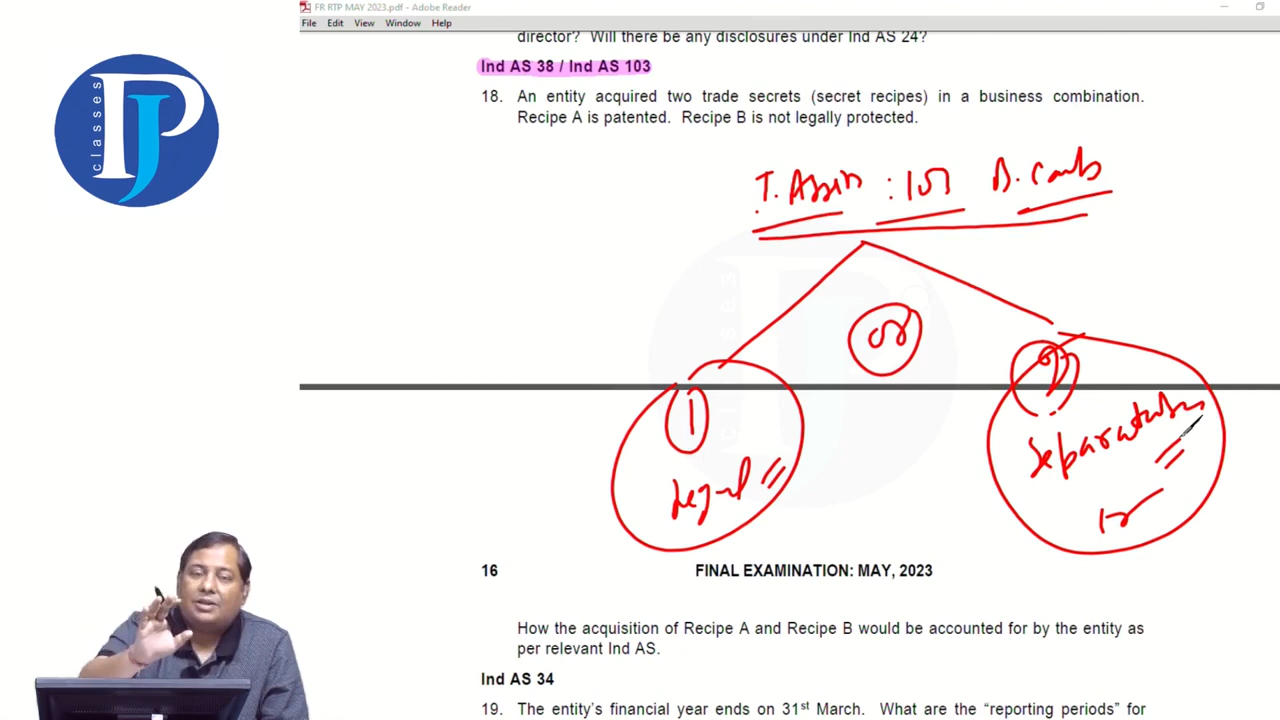 FR RTP MAY 2023.pdf - Adobe Reader
File Edit View Window Help
director? Will there be any disclosures under Ind AS 24?
Ind AS 38 / Ind AS 103
18. An entity acquired two trade secrets (secret recipes) in a business combination.
Recipe A is patented. Recipe B is not legally protected.
classes
PJ
: 103
or
1
Legal
16 FINAL EXAMINATION: MAY, 2023
How the acquisition of Recipe A and Recipe B would be accounted for by the entity as
per relevant Ind AS.
Ind AS 34
19. The entity's financial year ends on 31st March. What are the "reporting periods" for